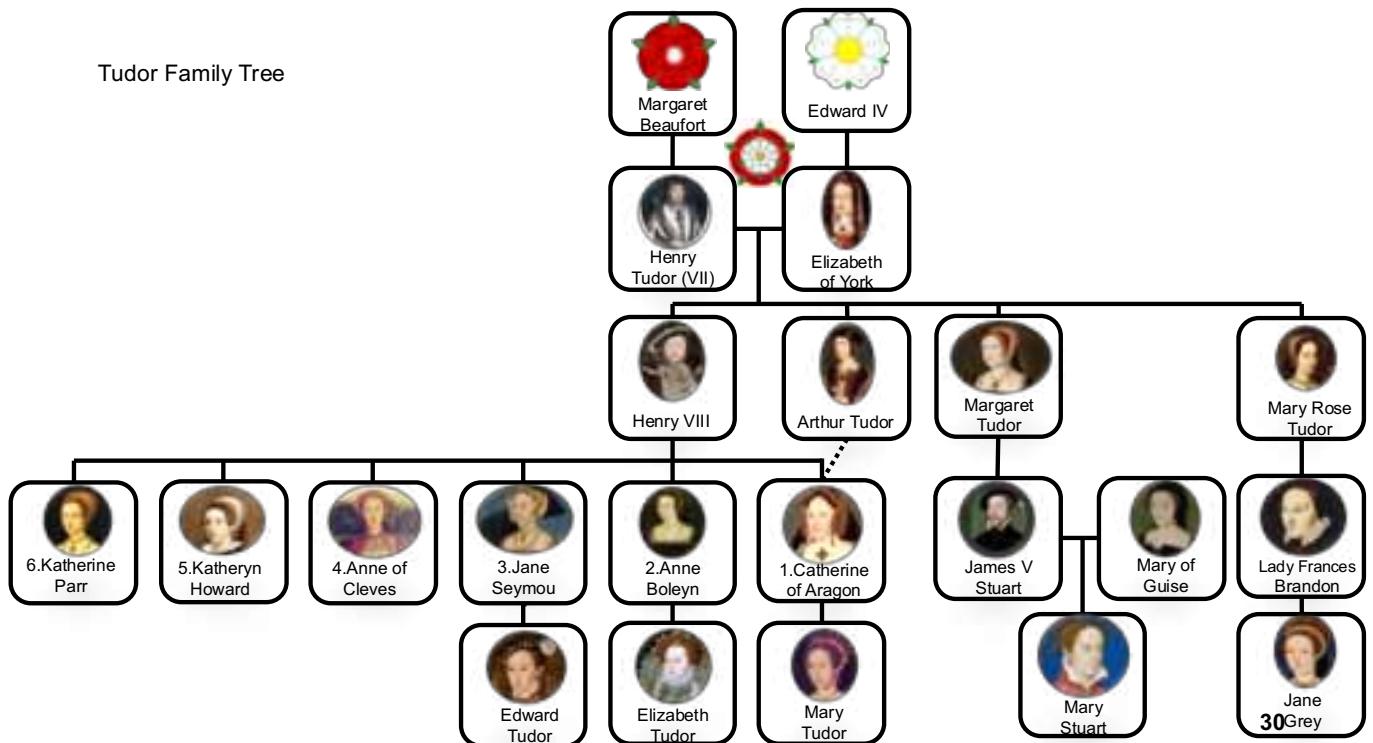 Tudor Family Tree
Margaret
Beaufort
Edward IV
Henry
Tudor (VII)
Elizabeth
of York
Henry VIII
Arthur Tudor
Margaret
Tudor
Mary Rose
Tudor
6.Katherine
Parr
5.Katheryn
Howard
4.Anne of
Cleves
3.Jane
Seymou
2.Anne
Boleyn
1.Catherine
of Aragon
James V
Stuart
Mary of
Guise
Lady Frances
Brandon
Edward
Tudor
Elizabeth
Tudor
Mary
Tudor
Mary
Stuart
Jane
Grey
30